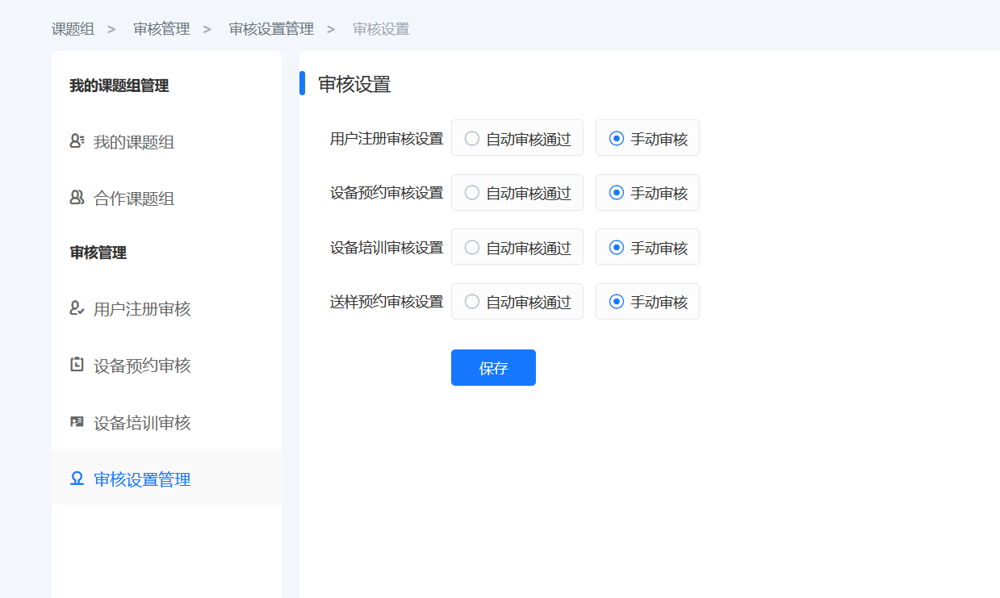 课题组 > 审核管理 > 审核设置管理 > 审核设置
我的课题组管理
我的课题组
合作课题组
审核管理
用户注册审核
设备预约审核
设备培训审核
审核设置管理
审核设置
用户注册审核设置 自动审核通过 手动审核
设备预约审核设置 自动审核通过 手动审核
设备培训审核设置 自动审核通过 手动审核
送样预约审核设置 自动审核通过 手动审核
保存